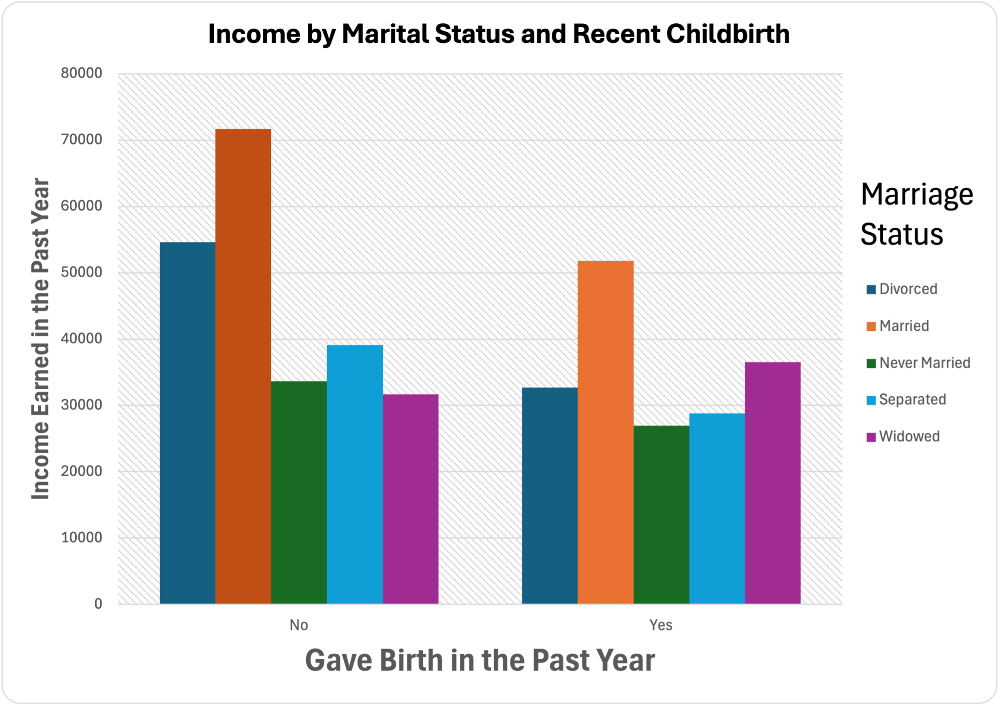 Income by Marital Status and Recent Childbirth
80000
70000
60000
50000
40000
30000
20000
10000
0
Income Earned in the Past Year
No
Yes
Gave Birth in the Past Year
Marriage
Status
Divorced
Married
Never Married
Separated
Widowed